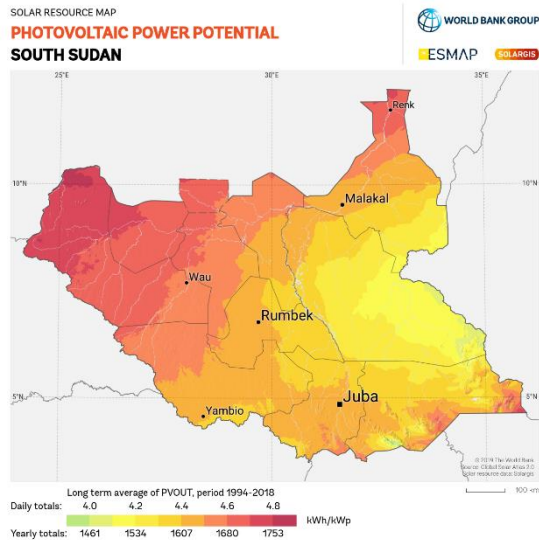 SOLAR RESOURCE MAP
PHOTOVOLTAIC POWER POTENTIAL
SOUTH SUDAN
WORLD BANK GROUP
ESMAP
SOLARGIS
25°E 30°E 35°E
Renk
10°N 10°N
Malakal
Wau
Rumbek
5°N 5°N
Juba
Yambio
© 2019 The World Bank
Source: Global Solar Atlas 2.0
Solar resource data: Solargis
100 km
Long term average of PVOUT, period 1994-2018
Daily totals: 4.0 4.2 4.4 4.6 4.8
kWh/kWp
Yearly totals: 1461 1534 1607 1680 1753